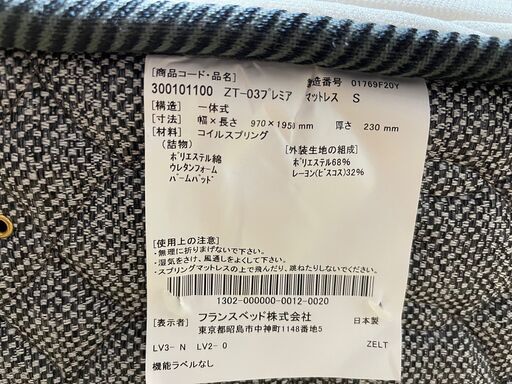 [商品コード・品名] 造番号 01769F20Y
300101100 ZT-03プレミア マットレス S
[構造] 一体式
[寸法] 幅×長さ 970×1951mm 厚さ 230mm
[材料] コイルスプリング
(詰物) [外装生地の組成]
ポリエステル綿 ポリエステル68%
ウレタンフォーム レーヨン(ビスコス)32%
パームパッド
[使用上の注意]
・無理に折りまげないで下さい。
・湿気をさけ、風通しをよくして下さい。
・スプリングマットレスの上で飛んだり、跳ねたりしないでください。
1302-000000-0012-0020
[表示者] フランスベッド株式会社 日本製
東京都昭島市中神町1148番地5
LV3- N LV2- 0 ZELT
機能ラベルなし